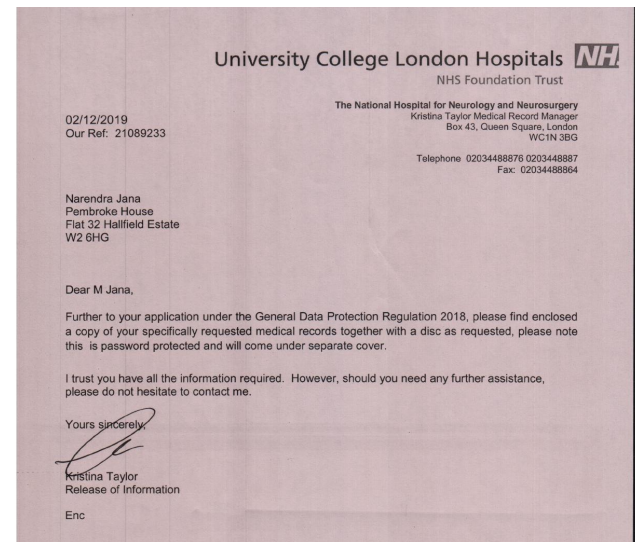 University College London Hospitals NHS
NHS Foundation Trust
The National Hospital for Neurology and Neurosurgery
Kristina Taylor Medical Record Manager
Box 43, Queen Square, London
WC1N 3BG
Telephone 02034488876 0203448887
Fax: 02034488864
02/12/2019
Our Ref: 21089233
Narendra Jana
Pembroke House
Flat 32 Hallfield Estate
W2 6HG
Dear M Jana,
Further to your application under the General Data Protection Regulation 2018, please find enclosed
a copy of your specifically requested medical records together with a disc as requested, please note
this is password protected and will come under separate cover.
I trust you have all the information required. However, should you need any further assistance,
please do not hesitate to contact me.
Yours sincerely,
Kristina Taylor
Release of Information
Enc